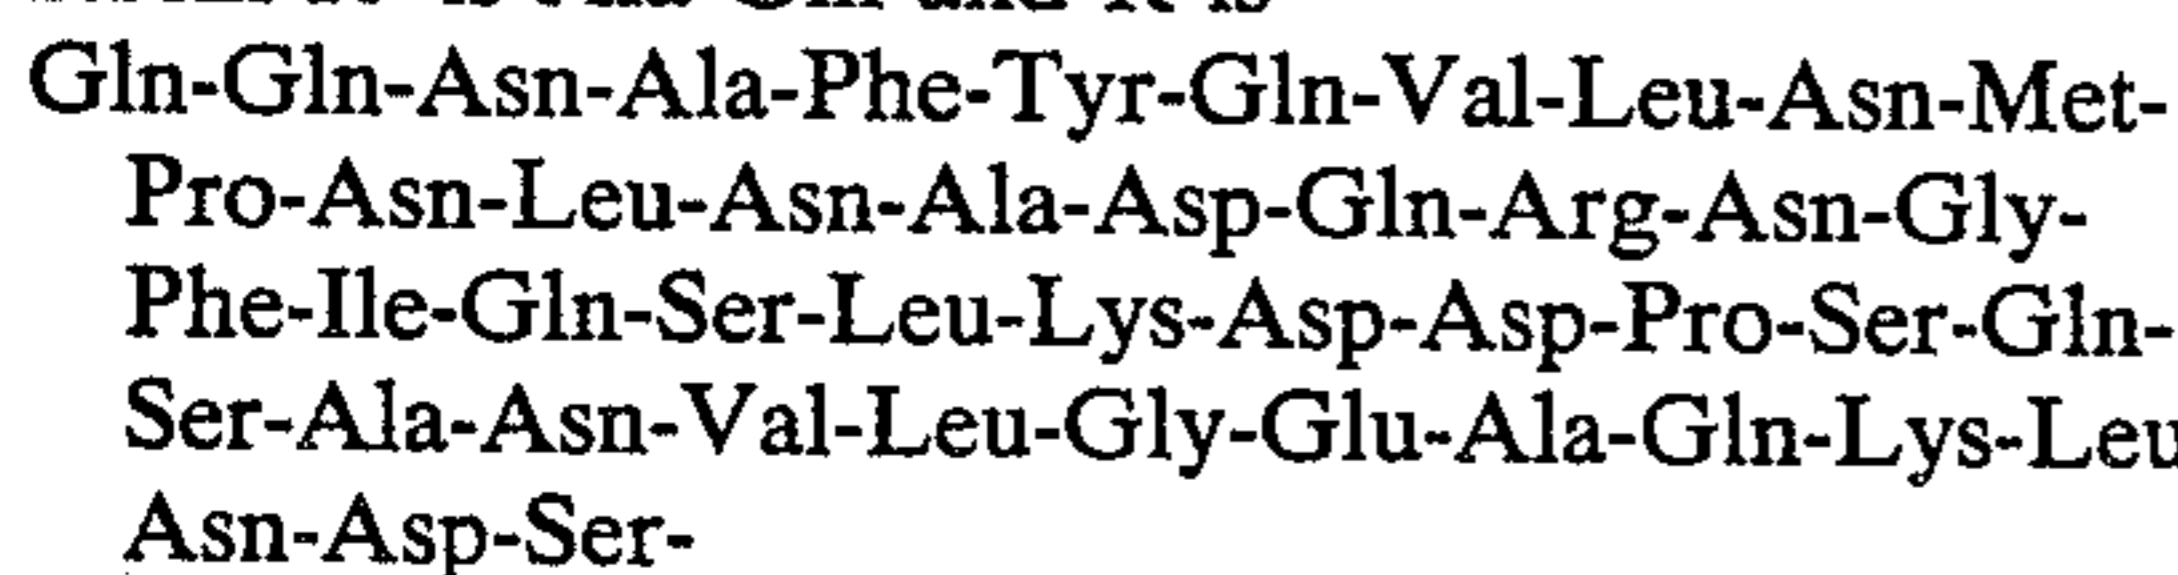 Gln-Gln-Asn-Ala-Phe-Tyr-Gln-Val-Leu-Asn-Met-
Pro-Asn-Leu-Asn-Ala-Asp-Gln-Arg-Asn-Gly-
Phe-Ile-Gln-Ser-Leu-Lys-Asp-Asp-Pro-Ser-Gln-
Ser-Ala-Asn-Val-Leu-Gly-Glu-Ala-Gln-Lys-Leu
Asn-Asp-Ser-